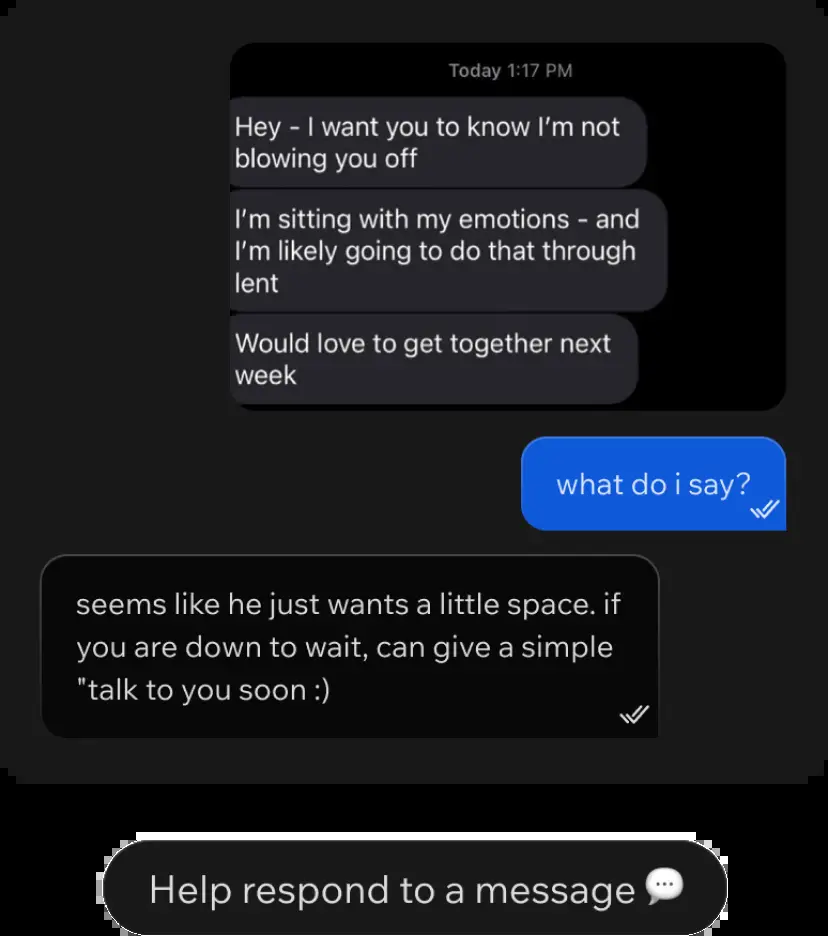 Today 1:17 PM
Hey - I want you to know I'm not
blowing you off
I'm sitting with my emotions - and
I'm likely going to do that through
lent
Would love to get together next
week
what do i say?
seems like he just wants a little space. if
you are down to wait, can give a simple
"talk to you soon :)
Help respond to a message 💬